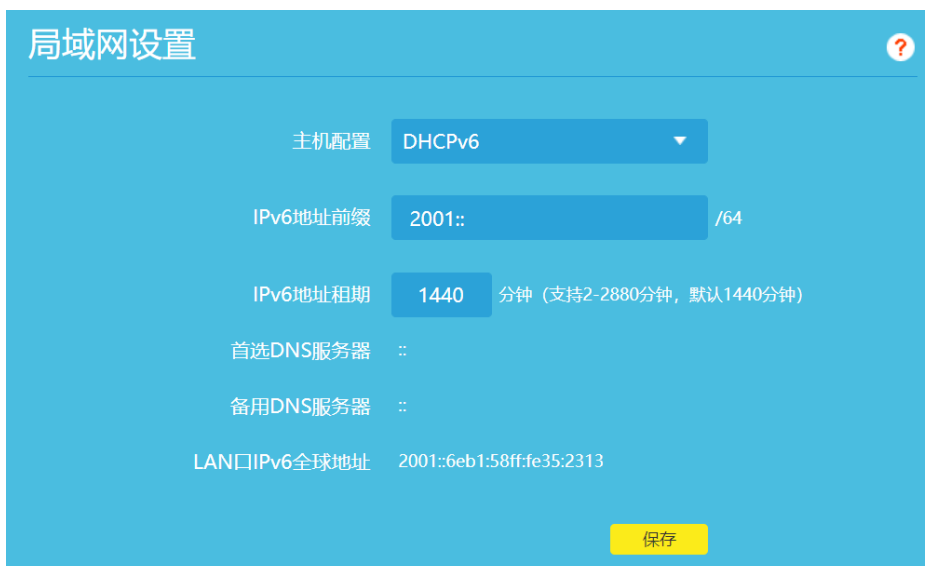 局域网设置
?
主机配置 DHCPv6
IPv6地址前缀 2001:: /64
IPv6地址租期 1440 分钟（支持2-2880分钟，默认1440分钟）
首选DNS服务器 ::
备用DNS服务器 ::
LAN口IPv6全球地址 2001::6eb1:58ff:fe35:2313
保存